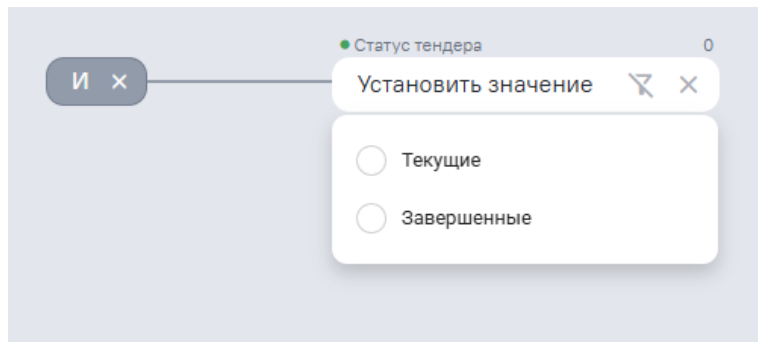 Статус тендера 0
И × Установить значение ×
Текущие
Завершенные